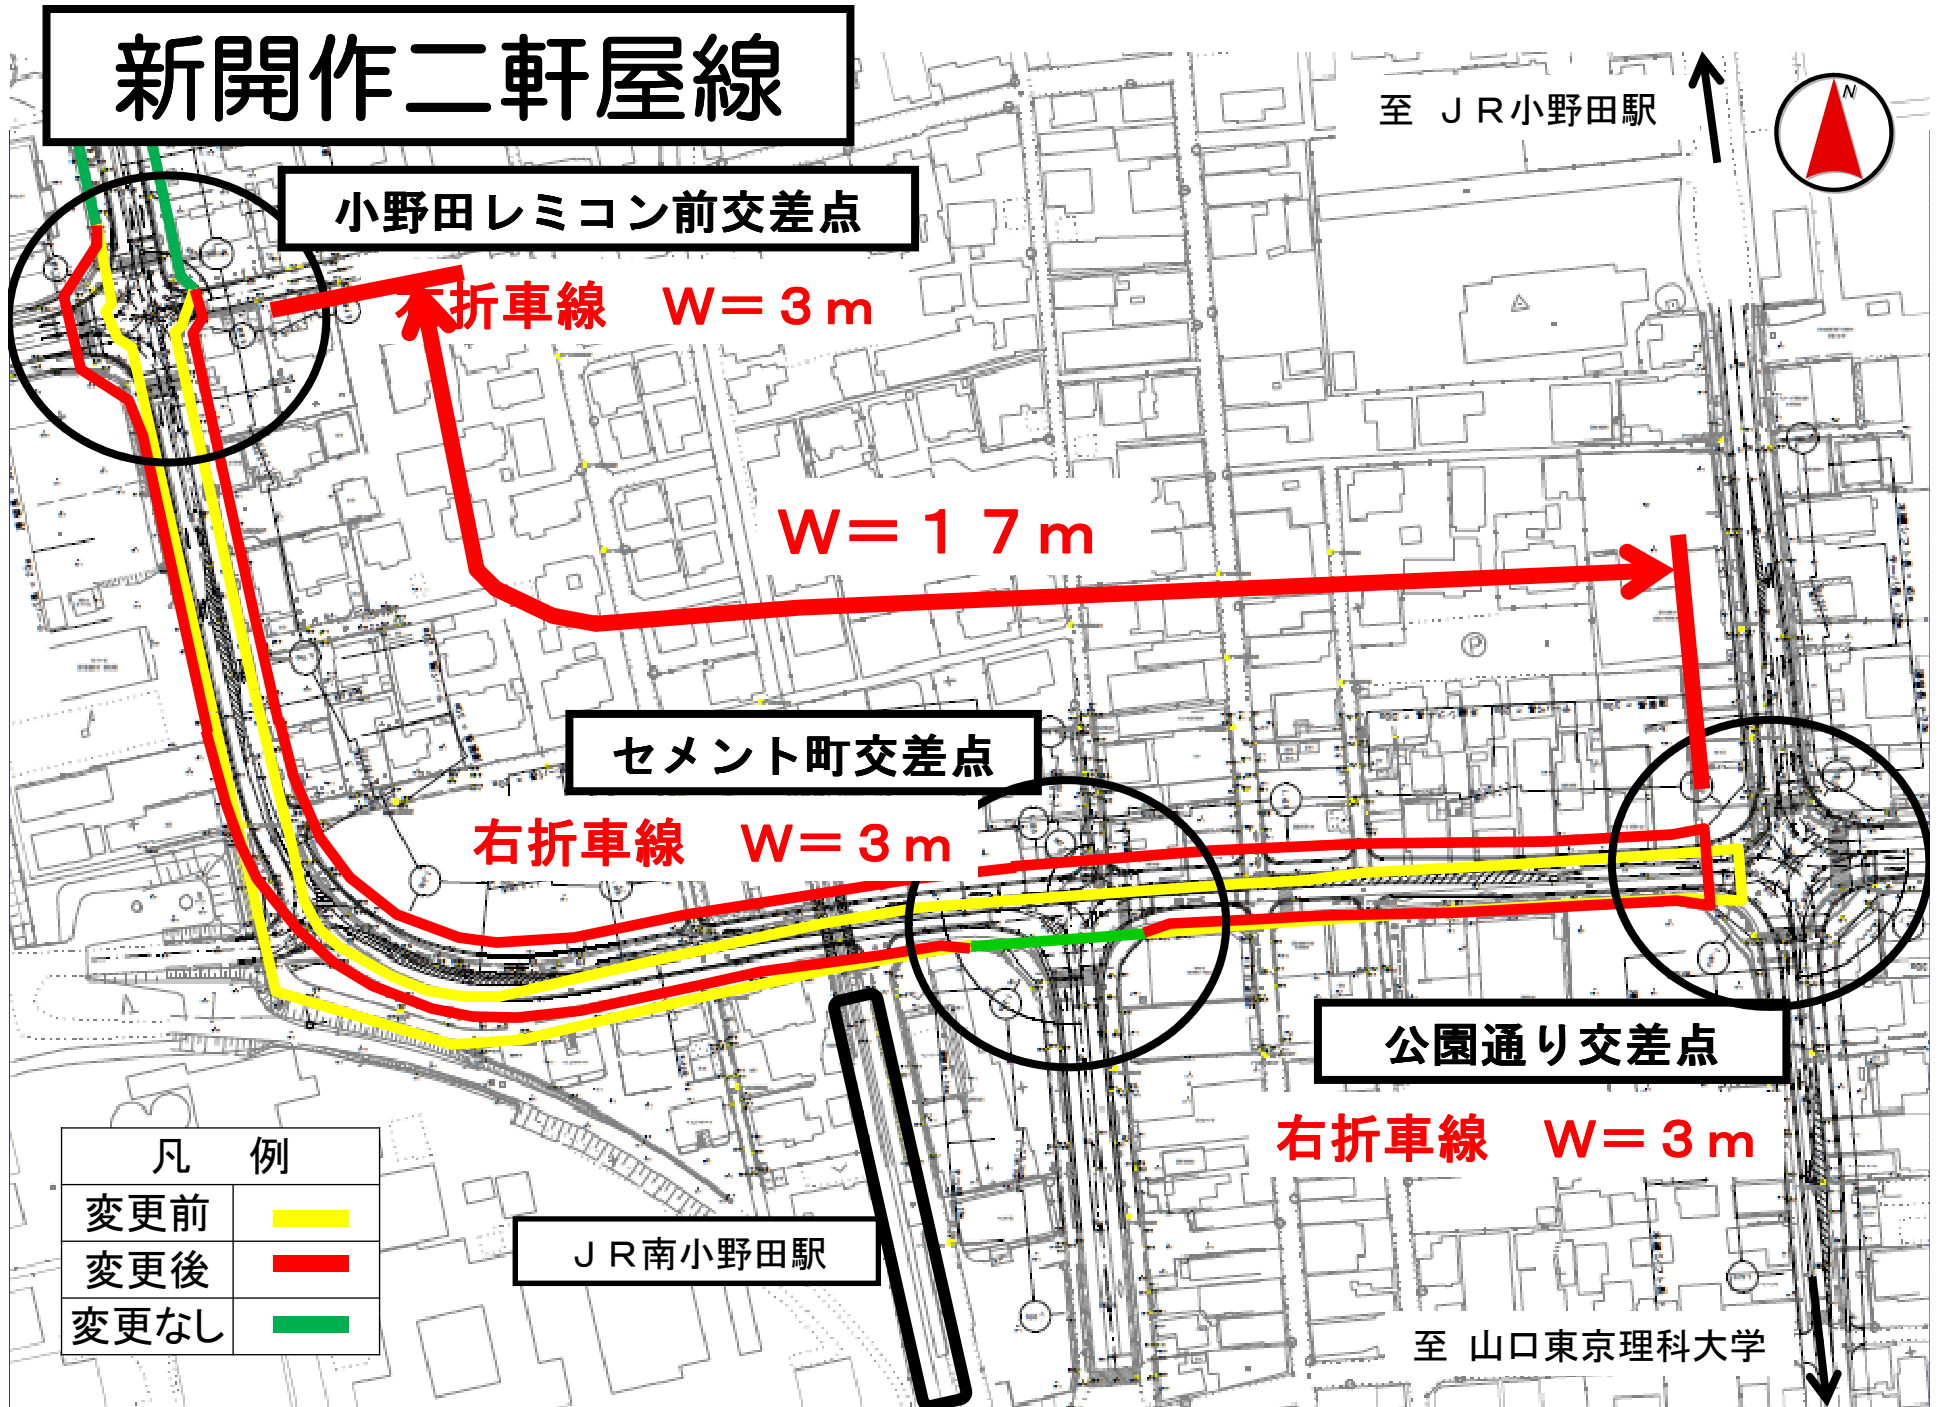 新開作二軒屋線
至 ＪＲ小野田駅
N
小野田レミコン前交差点
右折車線 Ｗ＝３ｍ
Ｗ＝１７ｍ
セメント町交差点
右折車線 Ｗ＝３ｍ
公園通り交差点
右折車線 Ｗ＝３ｍ
凡 例
変更前
変更後
変更なし
ＪＲ南小野田駅
至 山口東京理科大学